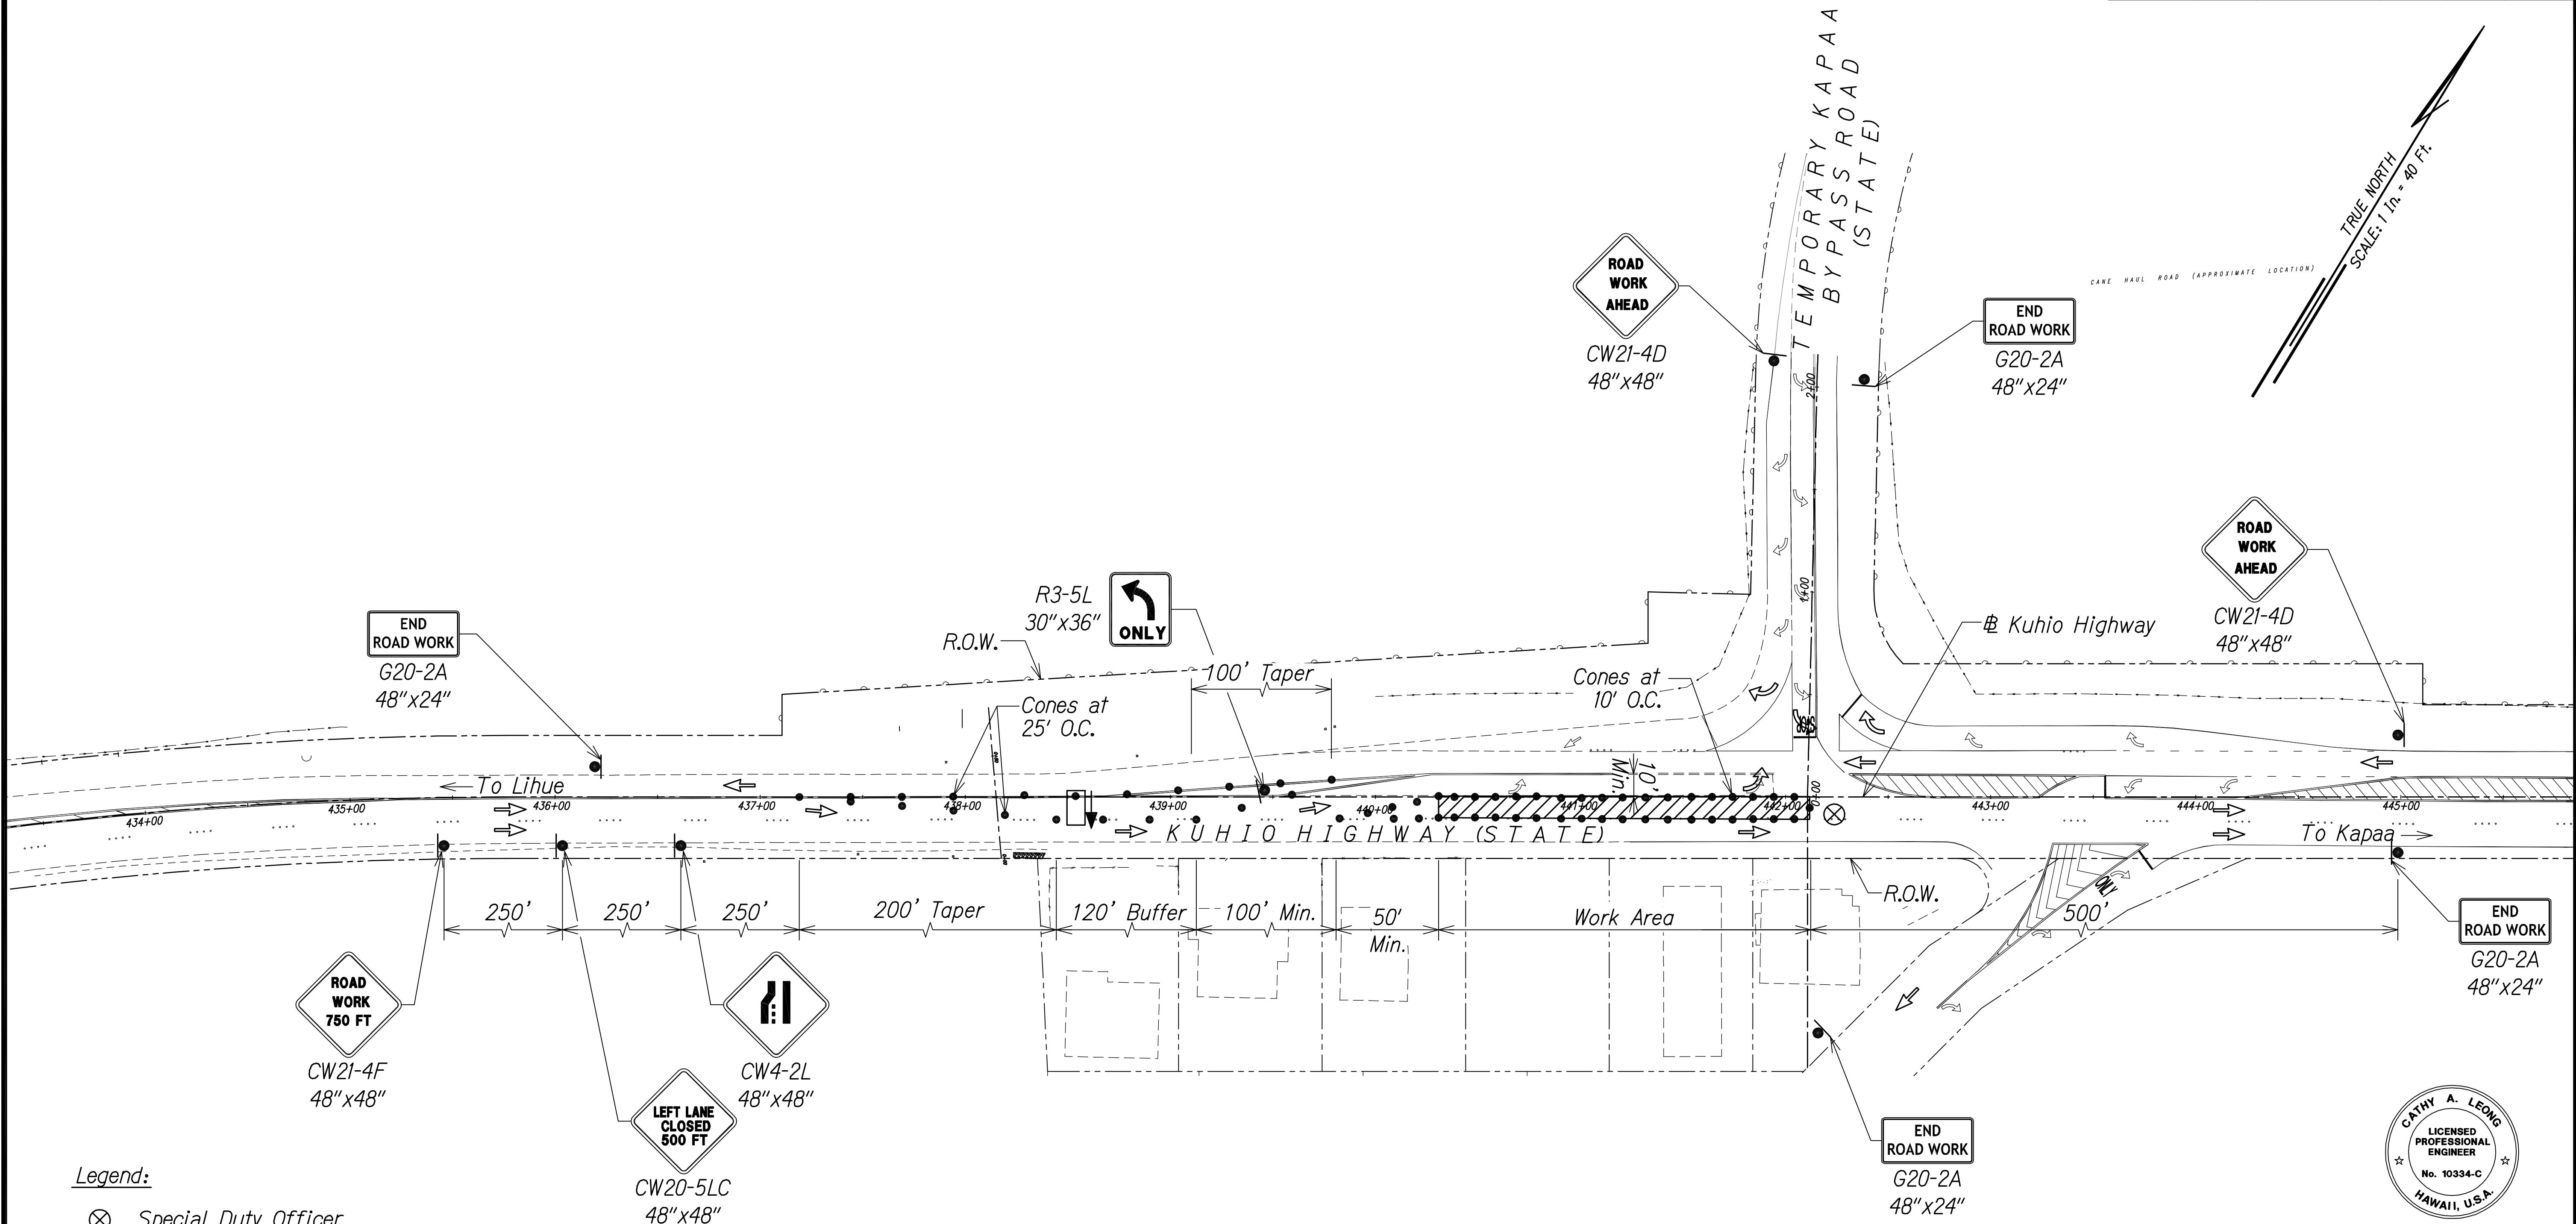 TEMPORARY KAPAA
BYPASS ROAD
(STATE)
TRUE NORTH
SCALE: 1 In. = 40 Ft.
CANE HAUL ROAD (APPROXIMATE LOCATION)
ROAD
WORK
AHEAD
CW21-4D
48"x48"
END
ROAD WORK
G20-2A
48"x24"
2+00
1+00
0+00
ROAD
WORK
AHEAD
CW21-4D
48"x48"
END
ROAD WORK
G20-2A
48"x24"
R3-5L
30"x36"
ONLY
R.O.W.
100' Taper
Cones at
25' O.C.
Cones at
10' O.C.
10'
Min.
℄ Kuhio Highway
To Lihue
434+00
435+00
436+00
437+00
438+00
439+00
440+00
441+00
442+00
443+00
444+00
445+00
KUHIO HIGHWAY (STATE)
To Kapaa
R.O.W.
ONLY
250'
250'
250'
200' Taper
120' Buffer
100' Min.
50'
Min.
Work Area
500'
END
ROAD WORK
G20-2A
48"x24"
ROAD
WORK
750 FT
CW21-4F
48"x48"
LEFT LANE
CLOSED
500 FT
CW20-5LC
48"x48"
CW4-2L
48"x48"
END
ROAD WORK
G20-2A
48"x24"
CATHY A. LEONG
LICENSED
PROFESSIONAL
ENGINEER
No. 10334-C
HAWAII, U.S.A.
Legend:
Special Duty Officer